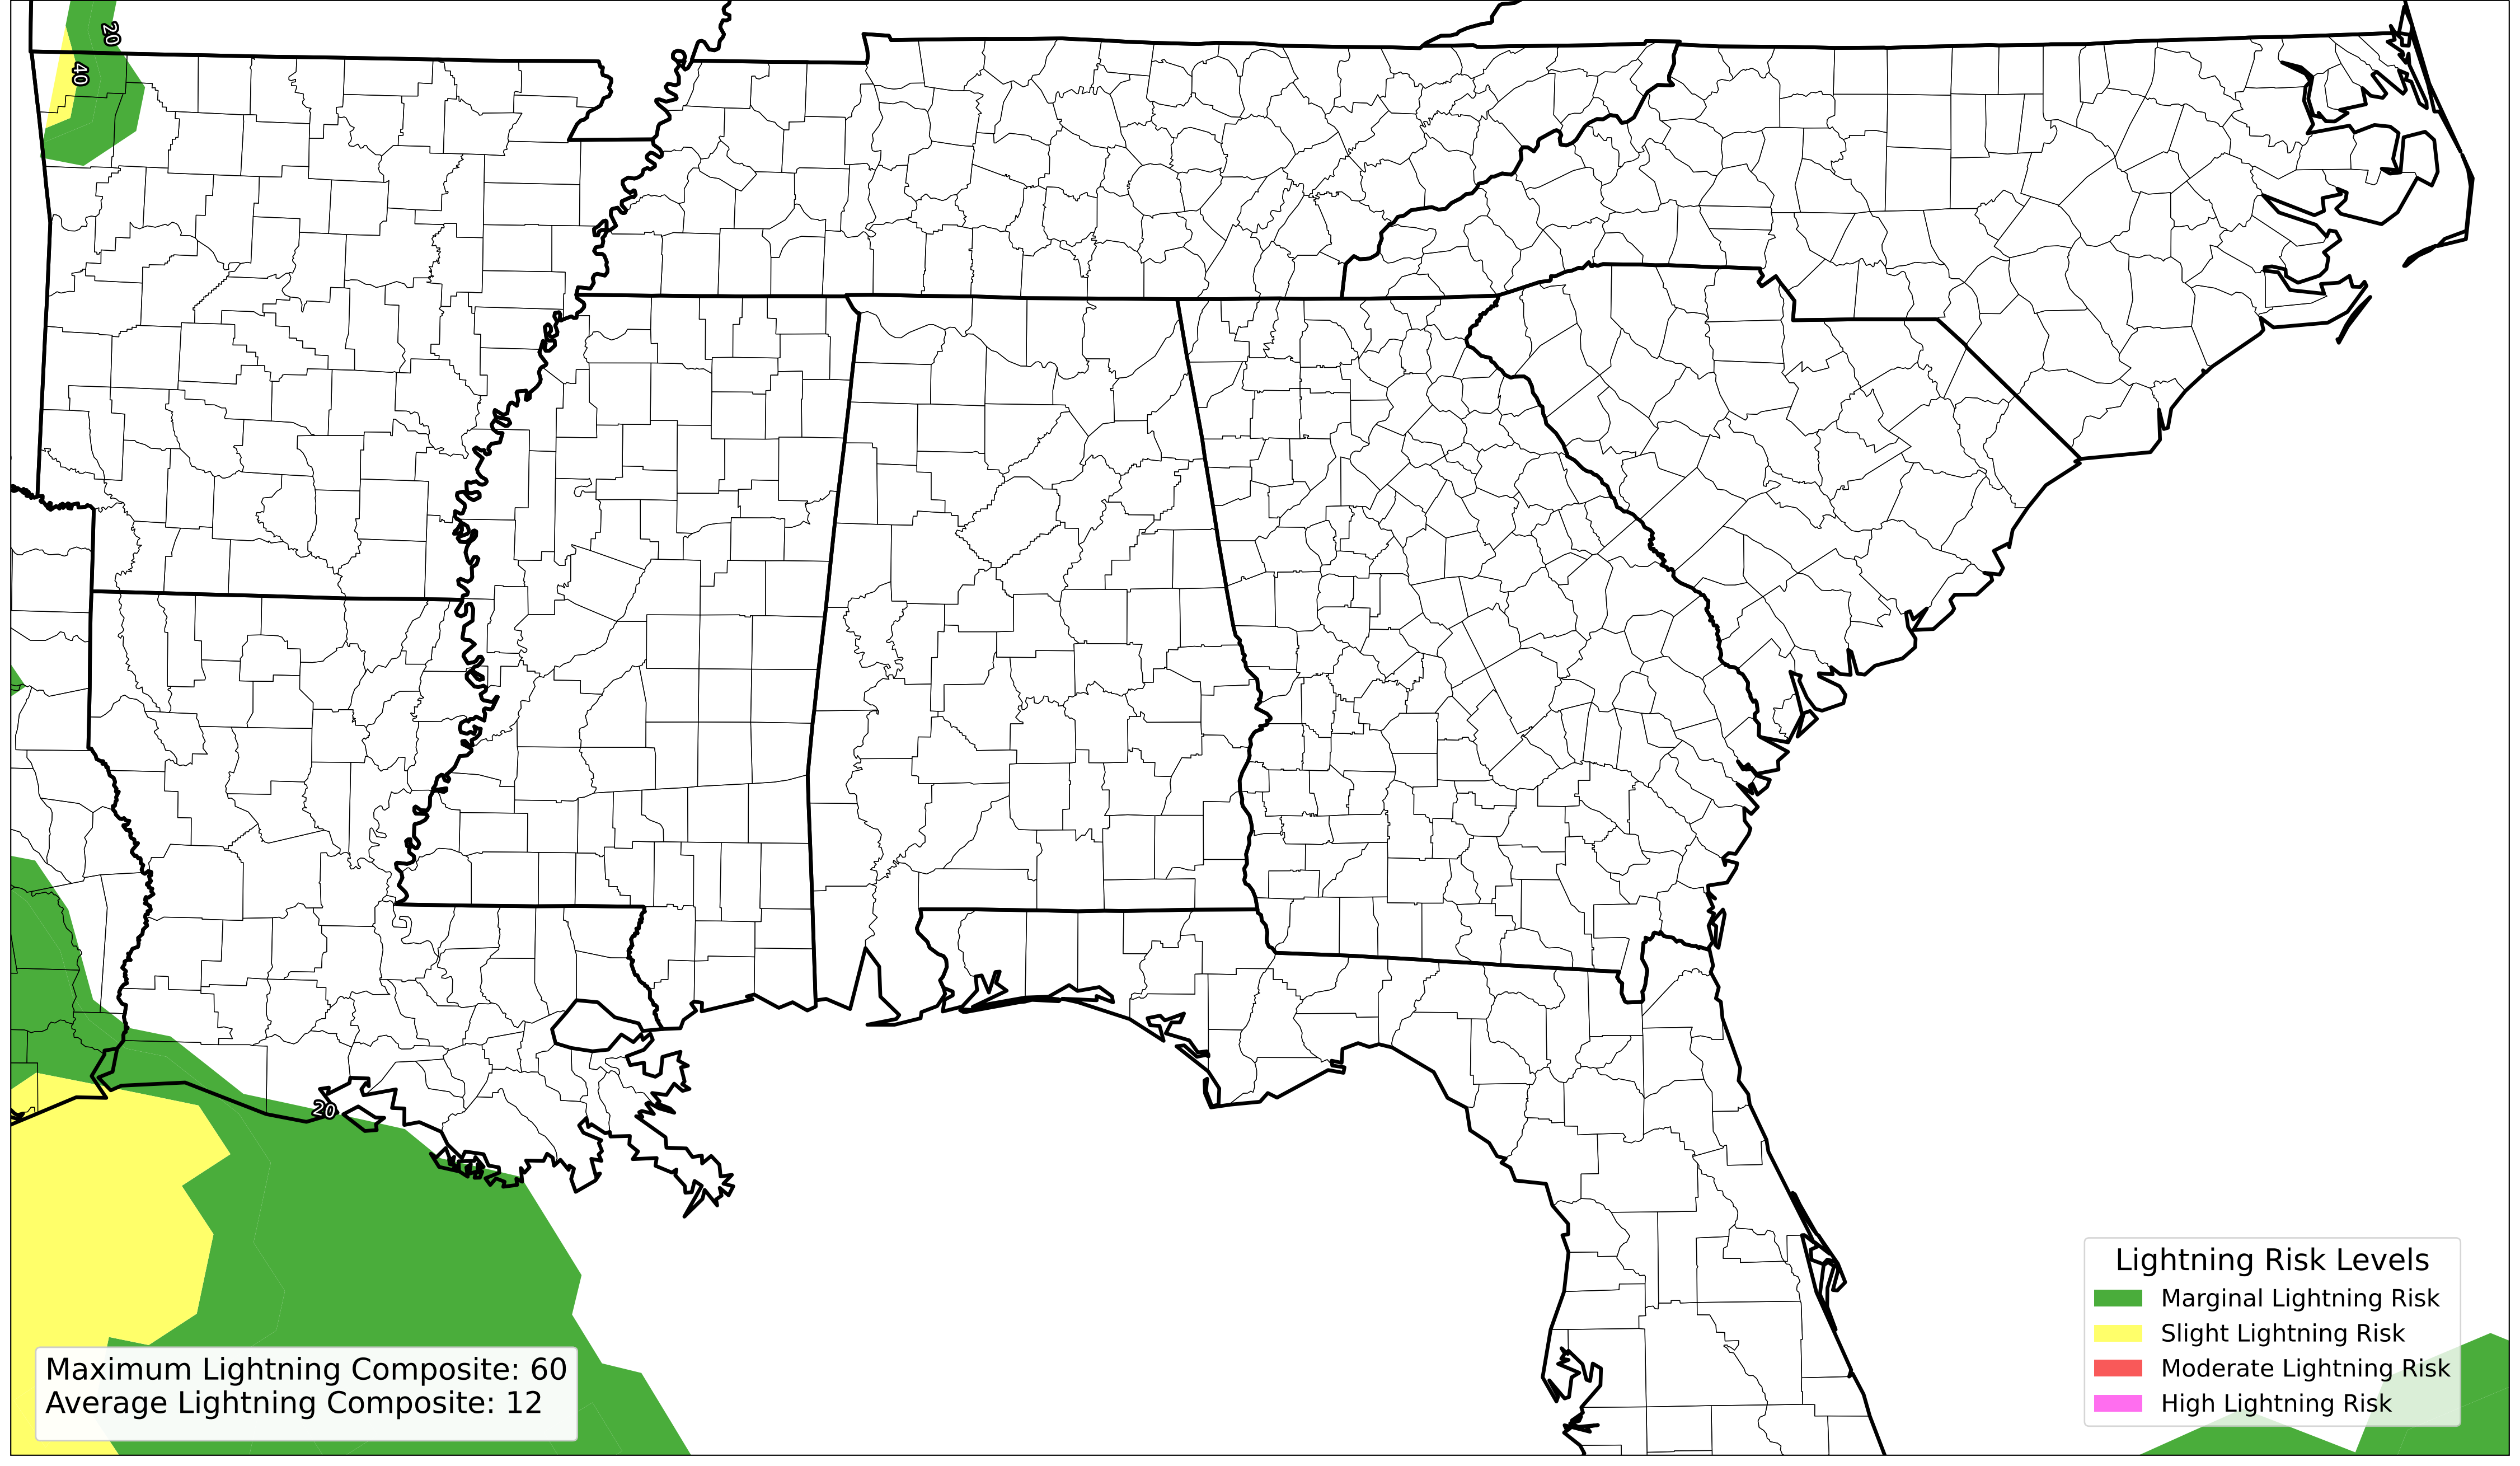 20
40
20
Maximum Lightning Composite: 60
Average Lightning Composite: 12
Lightning Risk Levels
Marginal Lightning Risk
Slight Lightning Risk
Moderate Lightning Risk
High Lightning Risk